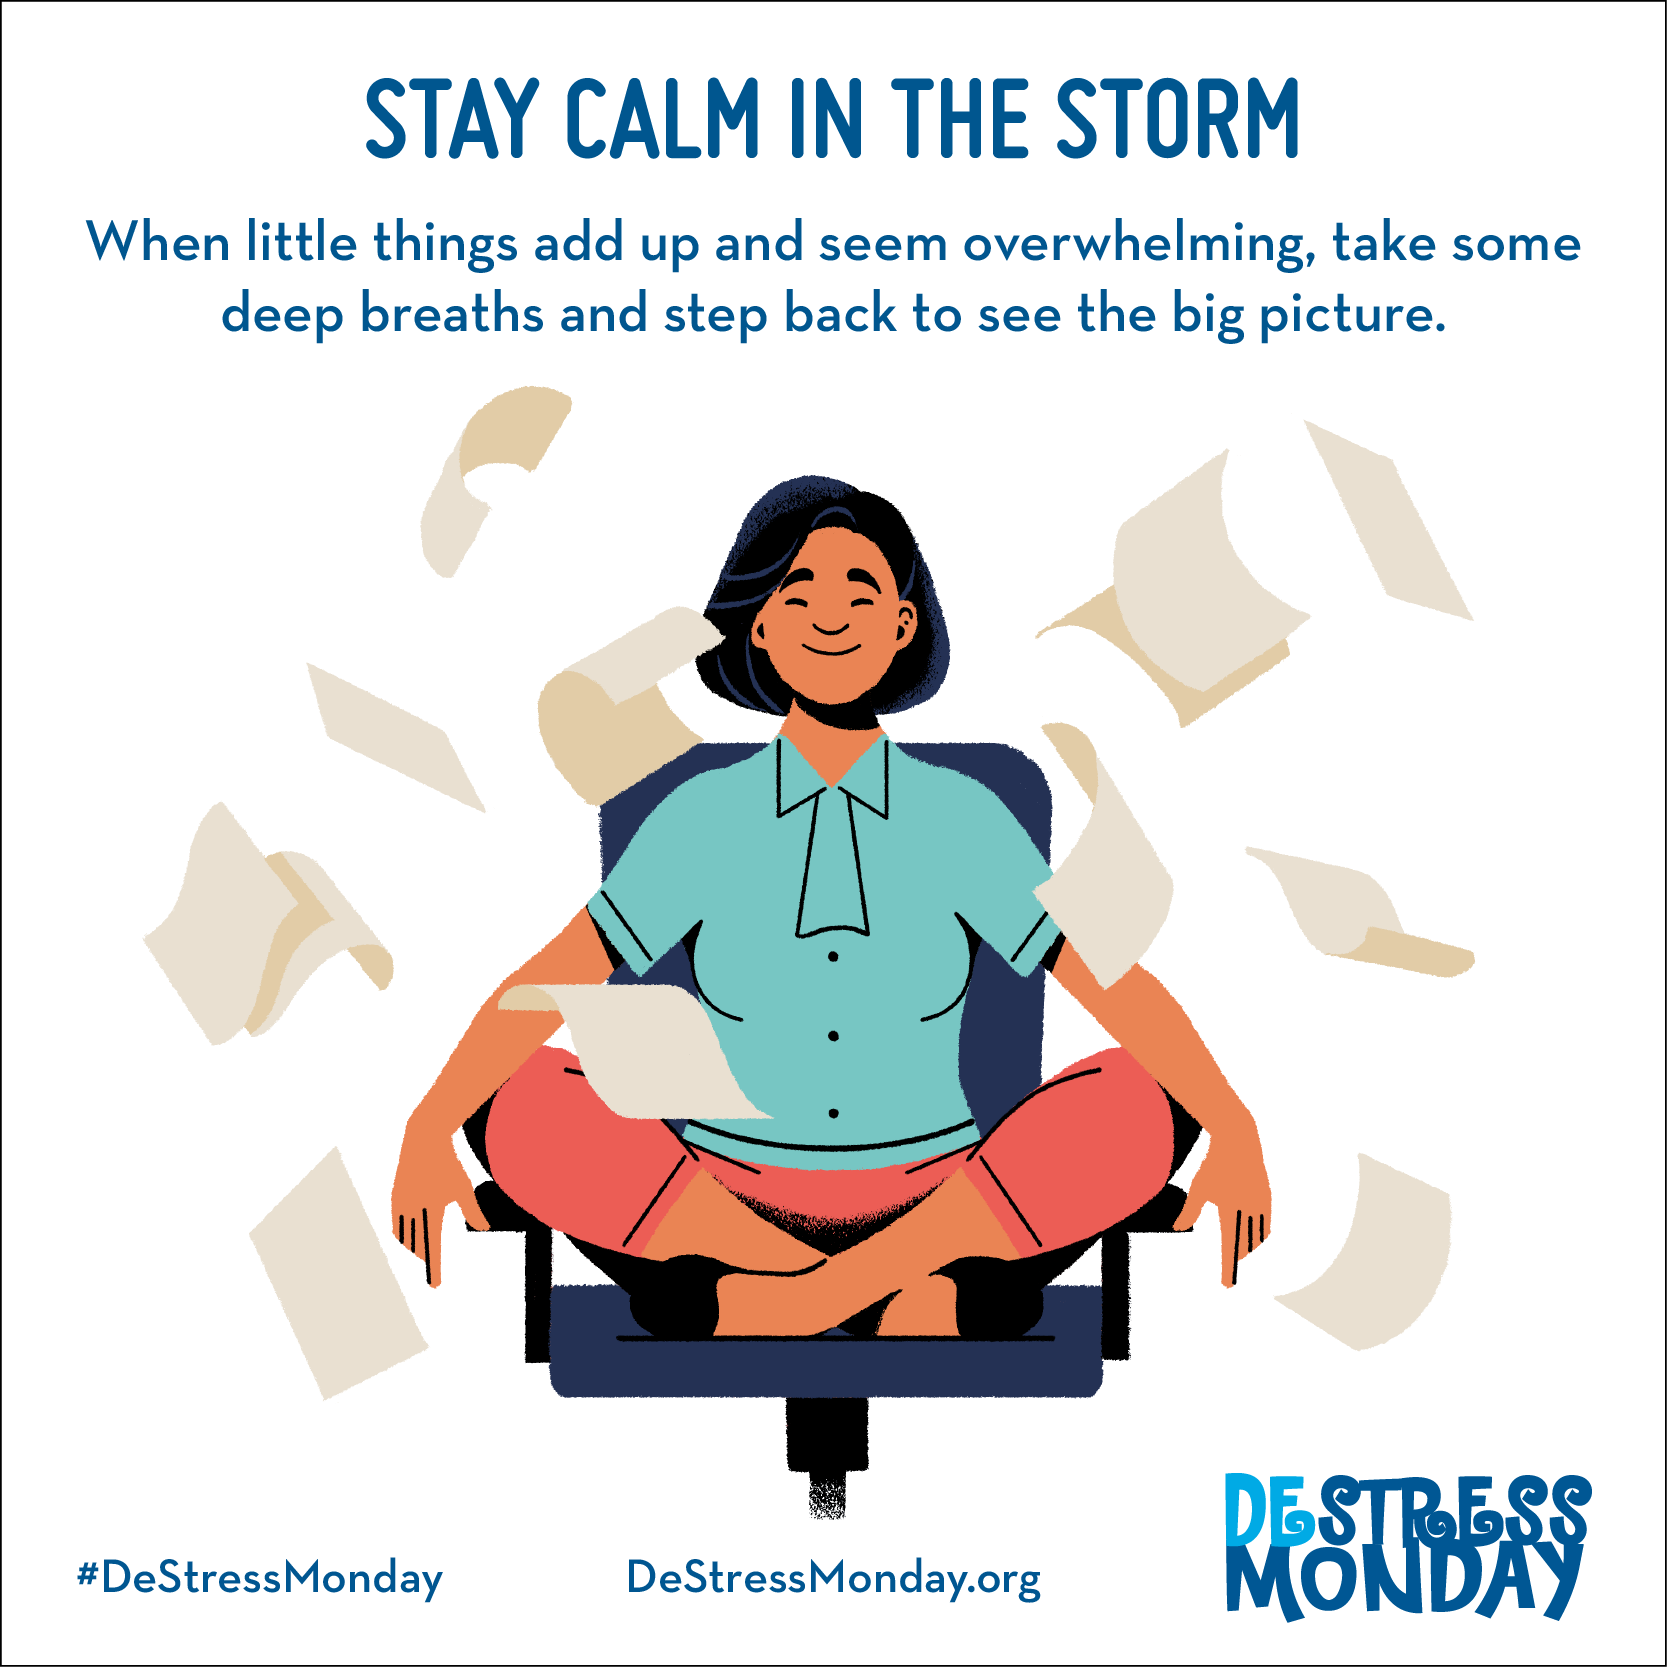 STAY CALM IN THE STORM
When little things add up and seem overwhelming, take some
deep breaths and step back to see the big picture.
#DeStressMonday
DeStressMonday.org
DESTRESS
MONDAY